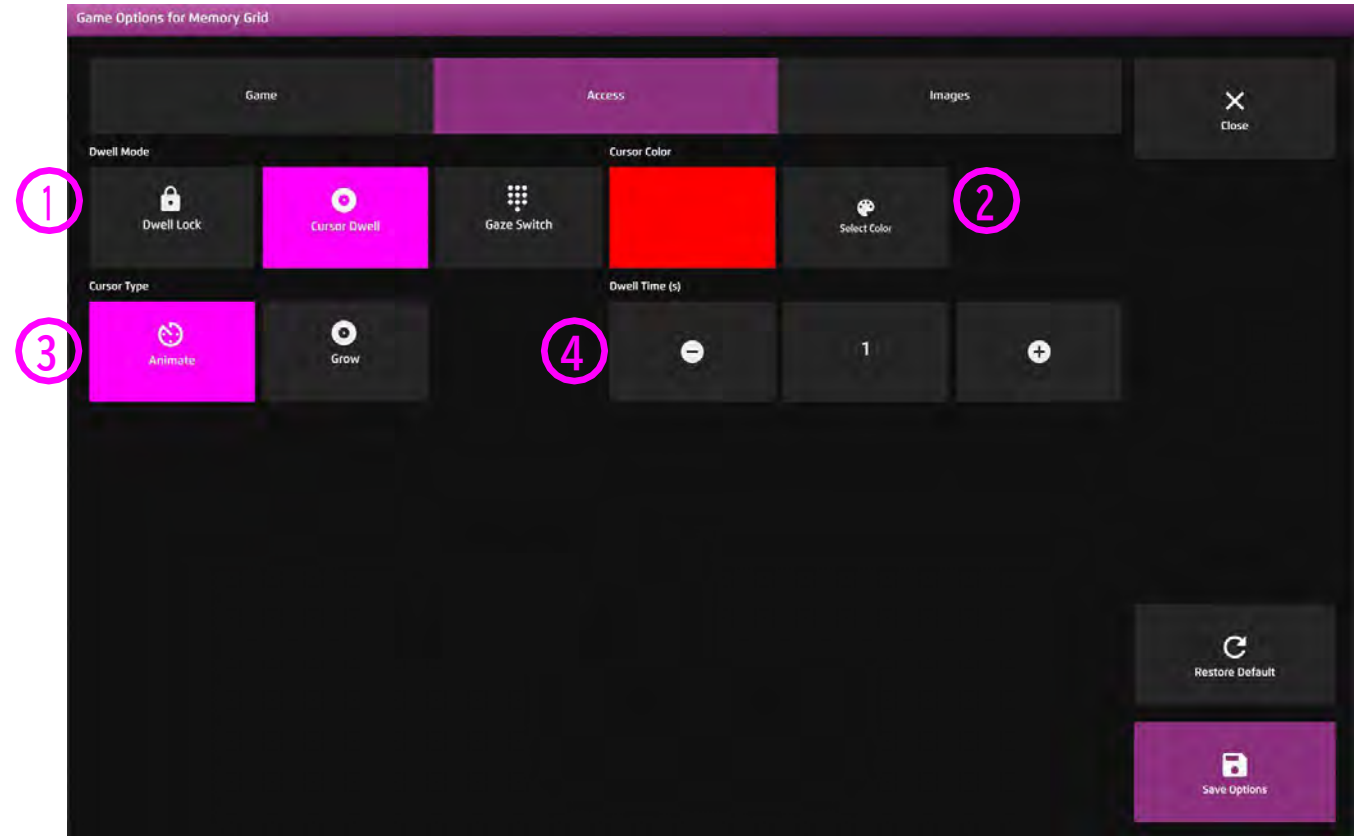 Game Options for Memory Grid
Game
Access
Images
Close
Dwell Mode
Cursor Color
1
Dwell Lock
Cursor Dwell
Gaze Switch
Select Color
2
Cursor Type
Dwell Time (s)
3
Animate
Grow
4
1
Restore Default
Save Options